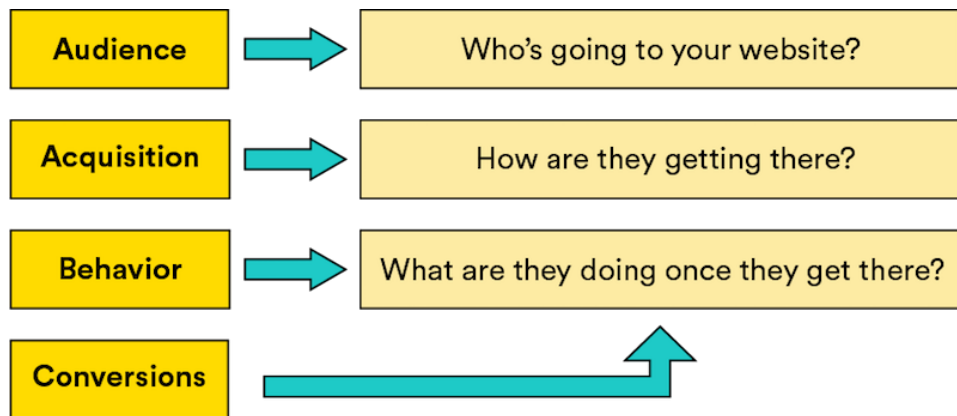 Audience
Who's going to your website?
Acquisition
How are they getting there?
Behavior
What are they doing once they get there?
Conversions